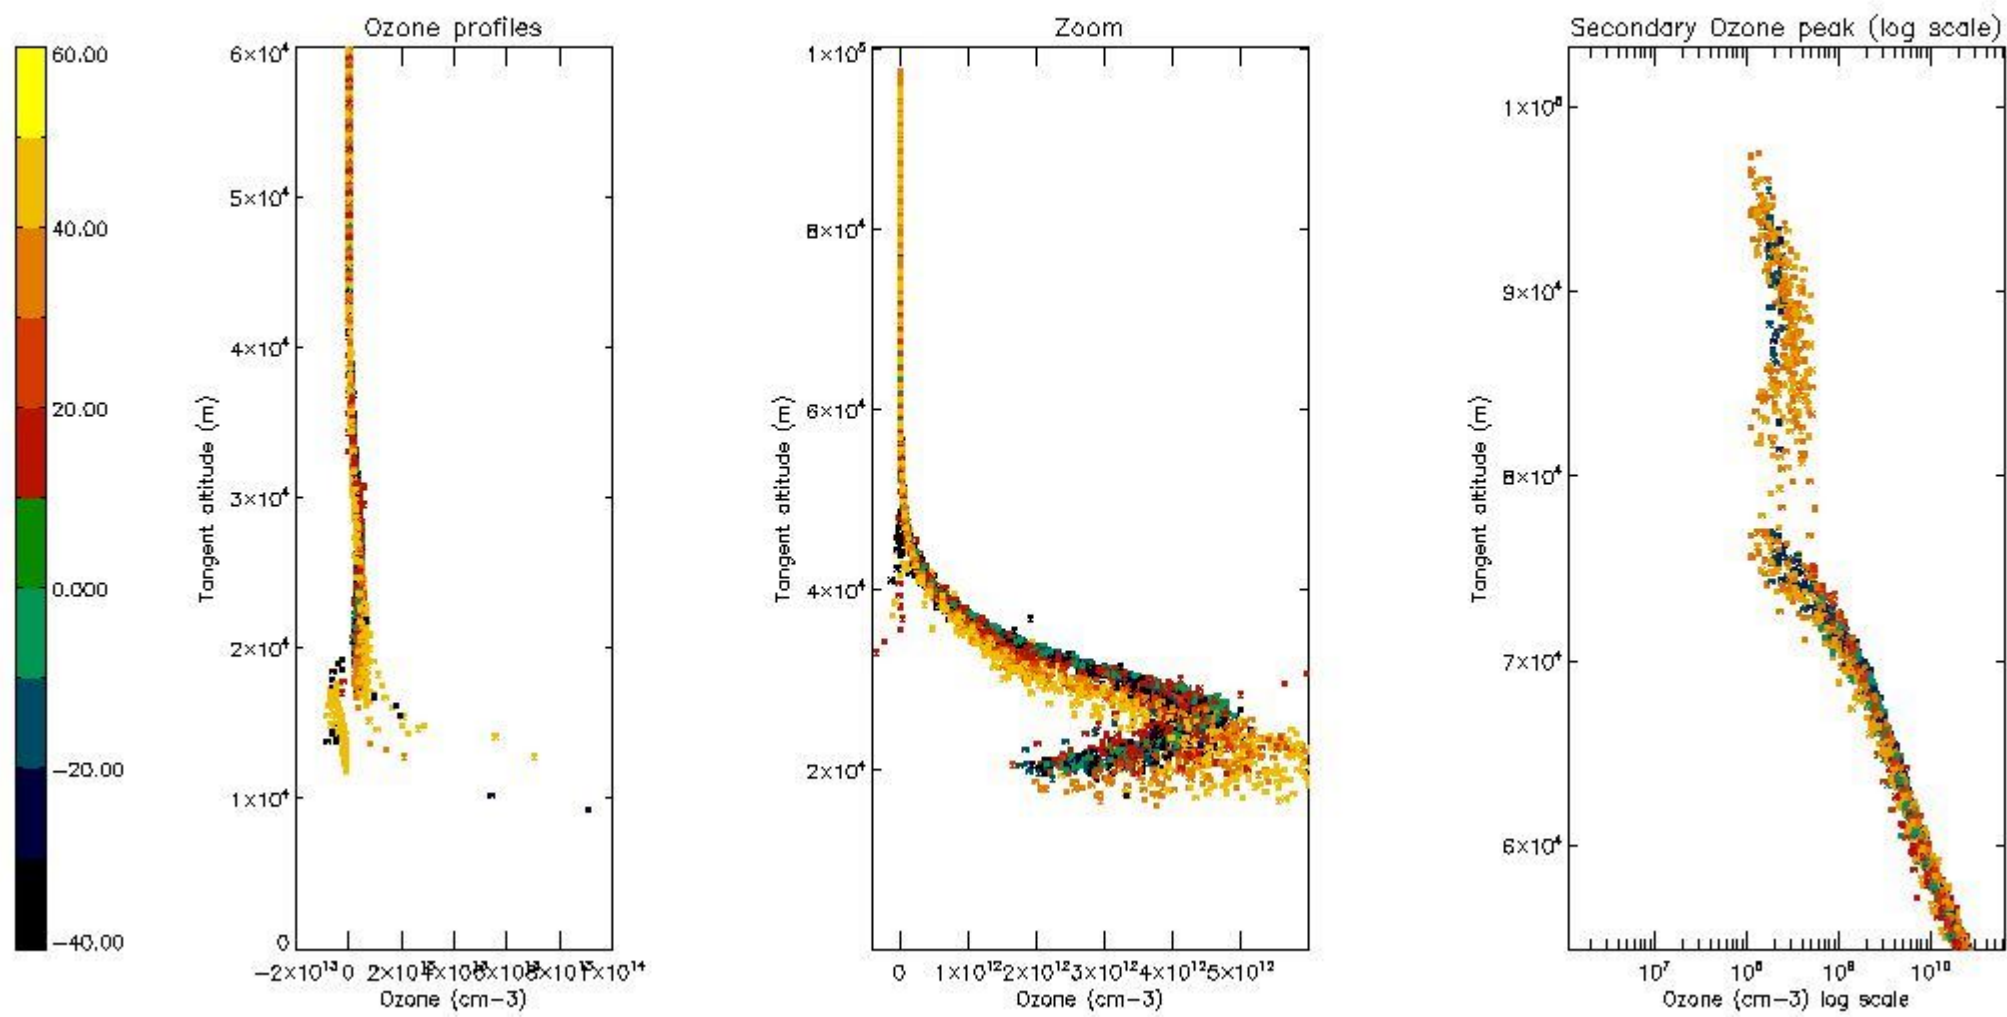 Ozone profiles
Zoom
Secondary Ozone peak (log scale)
60.00
40.00
20.00
0.000
−20.00
−40.00
6×10⁴
5×10⁴
4×10⁴
3×10⁴
2×10⁴
1×10⁴
0
Tangent altitude (m)
−2×10¹³ 0
1×10¹⁴
Ozone (cm−3)
1×10⁵
8×10⁴
6×10⁴
4×10⁴
2×10⁴
Tangent altitude (m)
0 1×10¹² 2×10¹² 3×10¹² 4×10¹² 5×10¹²
Ozone (cm−3)
9×10⁴
8×10⁴
7×10⁴
6×10⁴
Tangent altitude (m)
10⁷ 10⁸ 10⁹ 10¹⁰
Ozone (cm−3) log scale